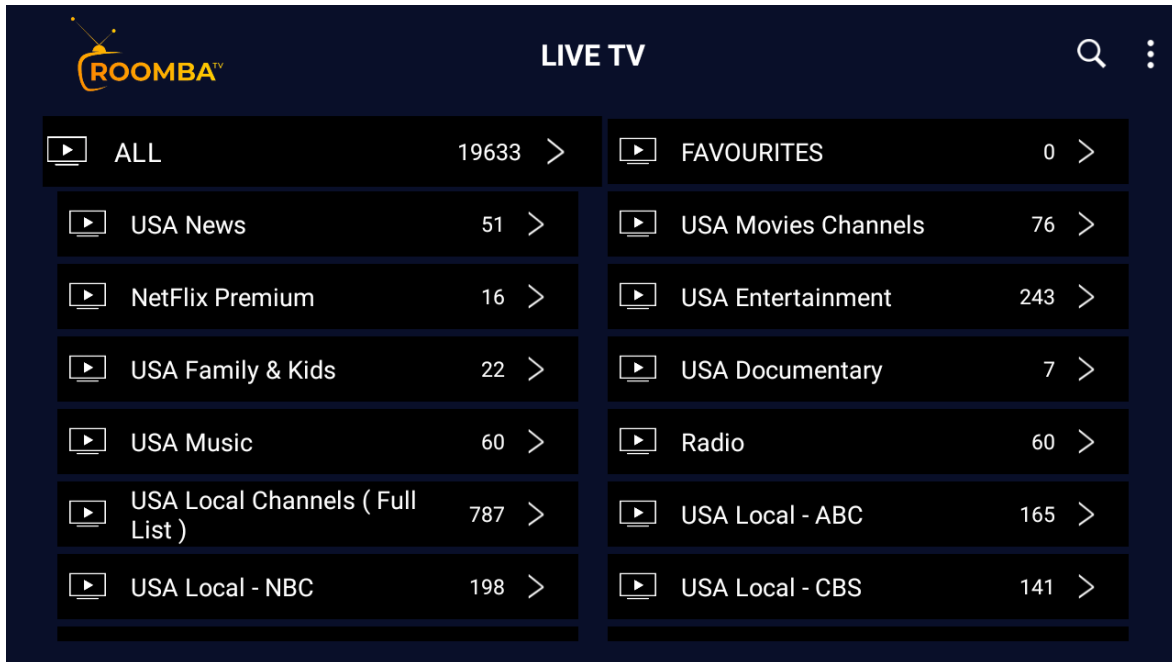 ROOMBA TV
LIVE TV
ALL 19633
FAVOURITES 0
USA News 51
USA Movies Channels 76
NetFlix Premium 16
USA Entertainment 243
USA Family & Kids 22
USA Documentary 7
USA Music 60
Radio 60
USA Local Channels ( Full
List ) 787
USA Local - ABC 165
USA Local - NBC 198
USA Local - CBS 141